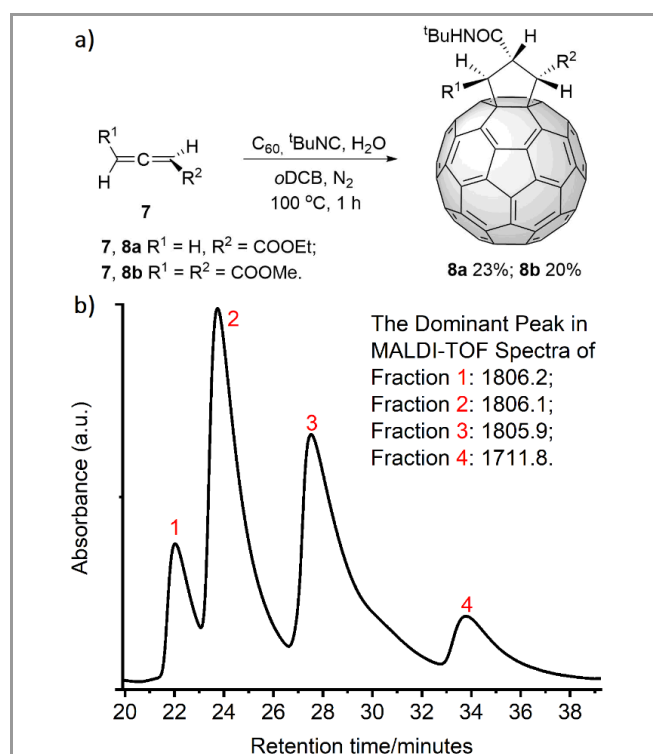 a)
ᵗBuHNOC
H
H
R²
R¹
H
R¹
H
H
R²
C₆₀, ᵗBuNC, H₂O
oDCB, N₂
100 °C, 1 h
7
7, 8a R¹ = H, R² = COOEt;
7, 8b R¹ = R² = COOMe.
8a 23%; 8b 20%
b)
The Dominant Peak in
MALDI-TOF Spectra of
Fraction 1: 1806.2;
Fraction 2: 1806.1;
Fraction 3: 1805.9;
Fraction 4: 1711.8.
1
2
3
4
Absorbance (a.u.)
20 22 24 26 28 30 32 34 36 38
Retention time/minutes